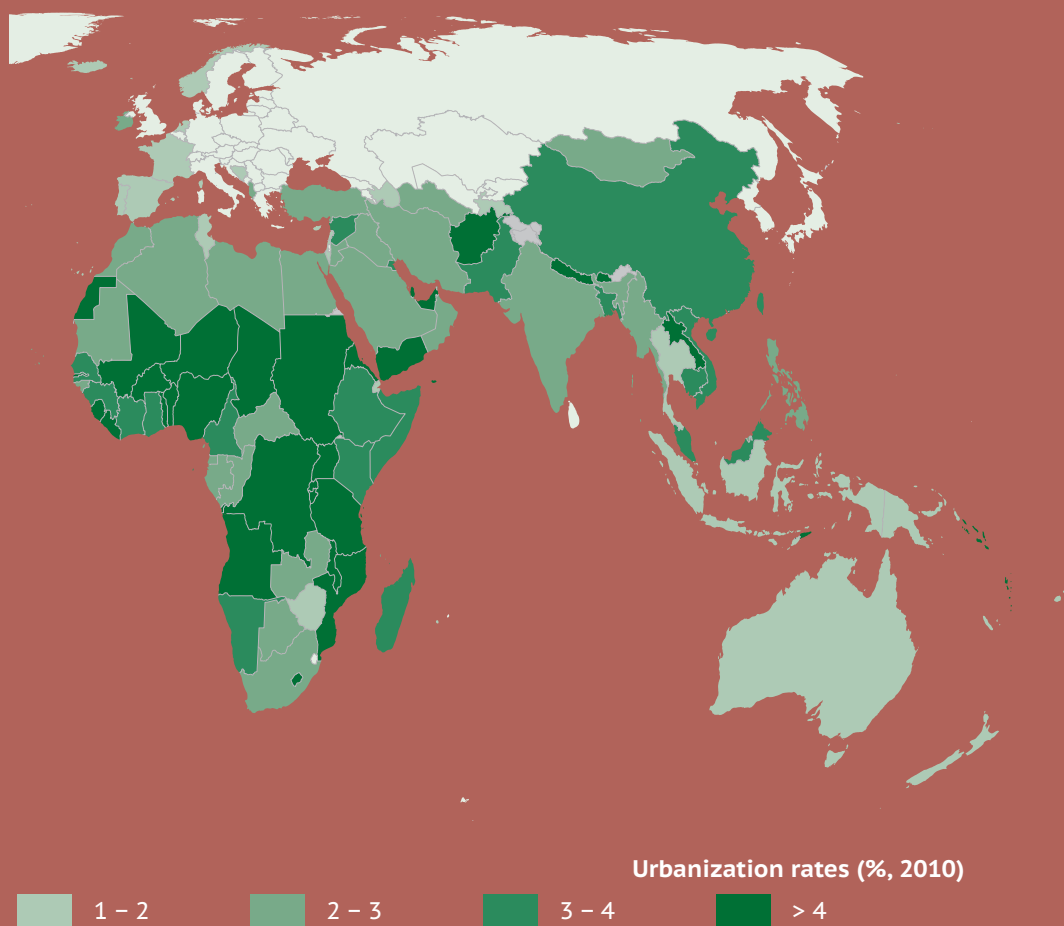 Urbanization rates (%, 2010)
1 – 2 2 – 3 3 – 4 > 4